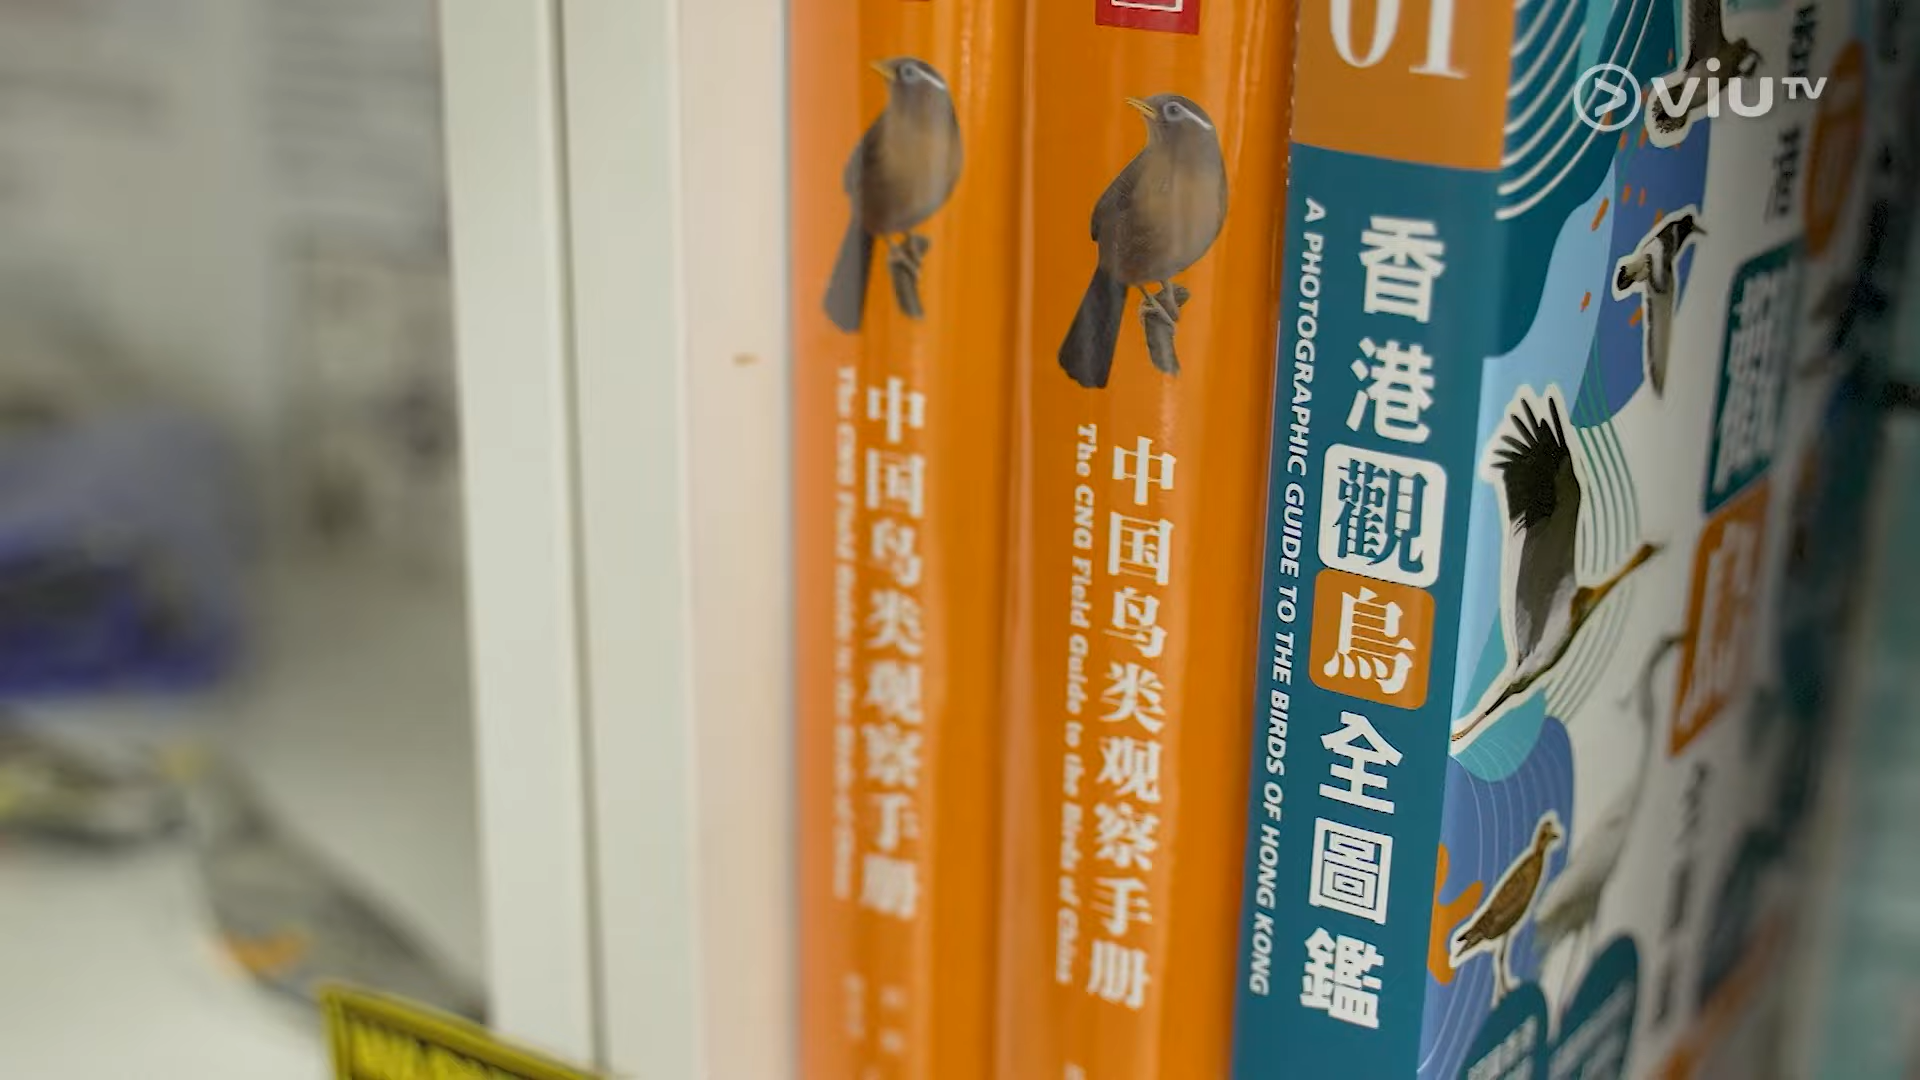 viuTV
中国鸟类观察手册
The CNG Field Guide to the Birds of China
中国鸟类观察手册
The CNG Field Guide to the Birds of China
01
香港觀鳥全圖鑑
A PHOTOGRAPHIC GUIDE TO THE BIRDS OF HONG KONG